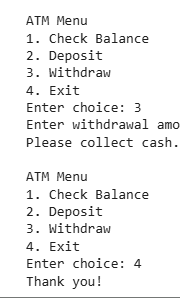 ATM Menu
1. Check Balance
2. Deposit
3. Withdraw
4. Exit
Enter choice: 3
Enter withdrawal amo
Please collect cash.
ATM Menu
1. Check Balance
2. Deposit
3. Withdraw
4. Exit
Enter choice: 4
Thank you!